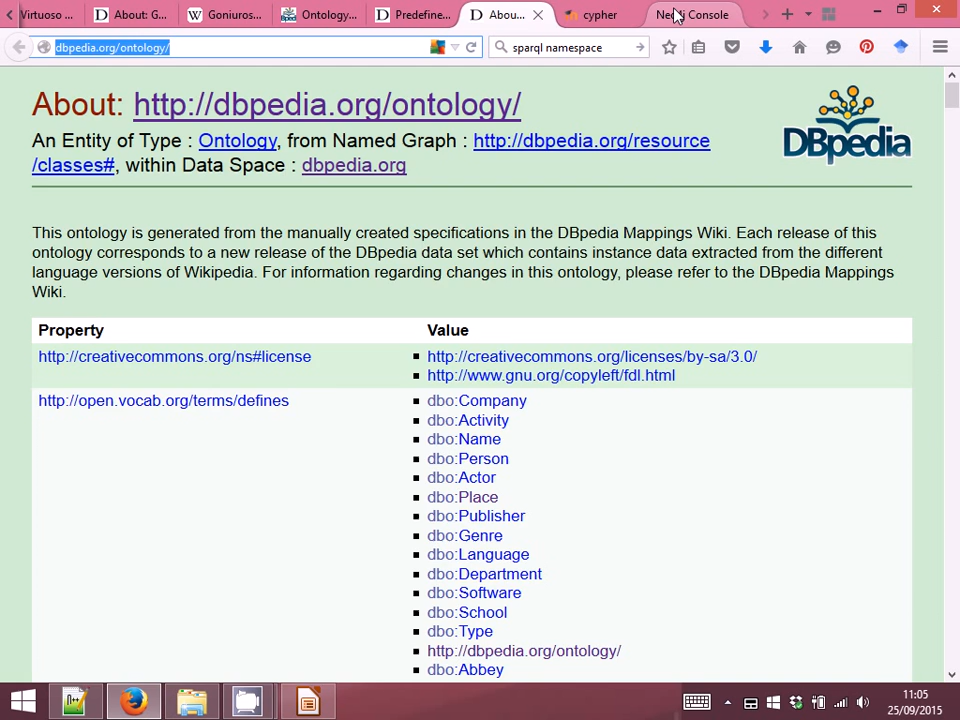 Virtuoso ...
About: G...
Goniuros...
Ontology...
Predefine...
Abou...
cypher
Console
dbpedia.org/ontology/
sparql namespace
About: http://dbpedia.org/ontology/
An Entity of Type : Ontology, from Named Graph : http://dbpedia.org/resource
/classes#, within Data Space : dbpedia.org
DBpedia
This ontology is generated from the manually created specifications in the DBpedia Mappings Wiki. Each release of this
ontology corresponds to a new release of the DBpedia data set which contains instance data extracted from the different
language versions of Wikipedia. For information regarding changes in this ontology, please refer to the DBpedia Mappings
Wiki.
Property Value
http://creativecommons.org/ns#license http://creativecommons.org/licenses/by-sa/3.0/
http://www.gnu.org/copyleft/fdl.html
http://open.vocab.org/terms/defines dbo:Company
dbo:Activity
dbo:Name
dbo:Person
dbo:Actor
dbo:Place
dbo:Publisher
dbo:Genre
dbo:Language
dbo:Department
dbo:Software
dbo:School
dbo:Type
http://dbpedia.org/ontology/
dbo:Abbey
11:05
25/09/2015